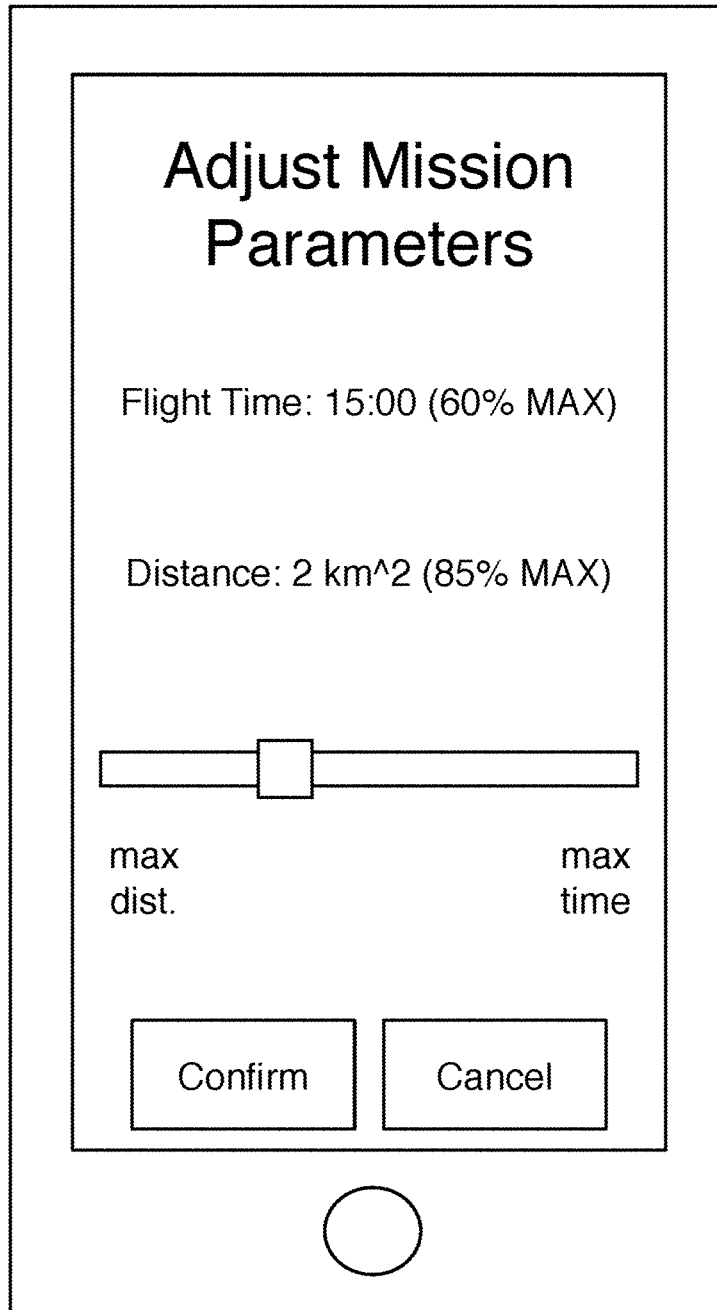 Adjust Mission
Parameters
Flight Time: 15:00 (60% MAX)
Distance: 2 km^2 (85% MAX)
max max
dist. time
Confirm Cancel